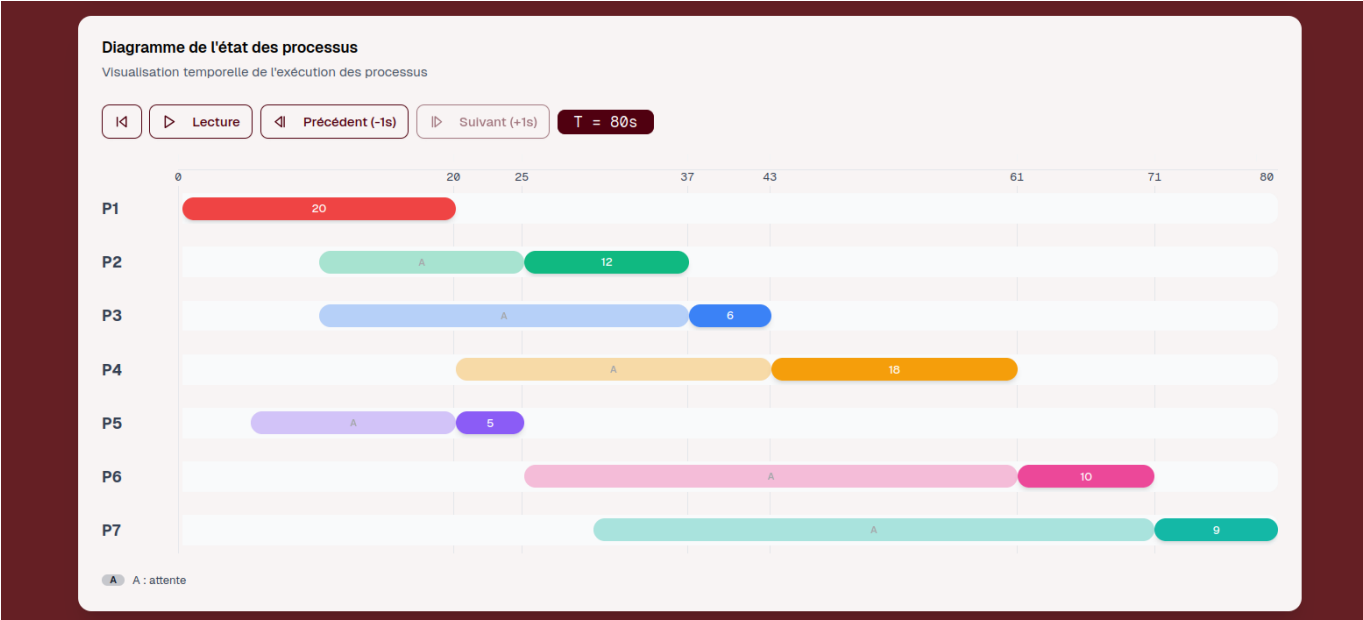 Diagramme de l'état des processus
Visualisation temporelle de l'exécution des processus
Lecture Précédent (-1s) Suivant (+1s) T = 80s
0 20 25 37 43 61 71 80
P1 20
P2 A 12
P3 A 6
P4 A 18
P5 A 5
P6 A 10
P7 A 9
A A : attente